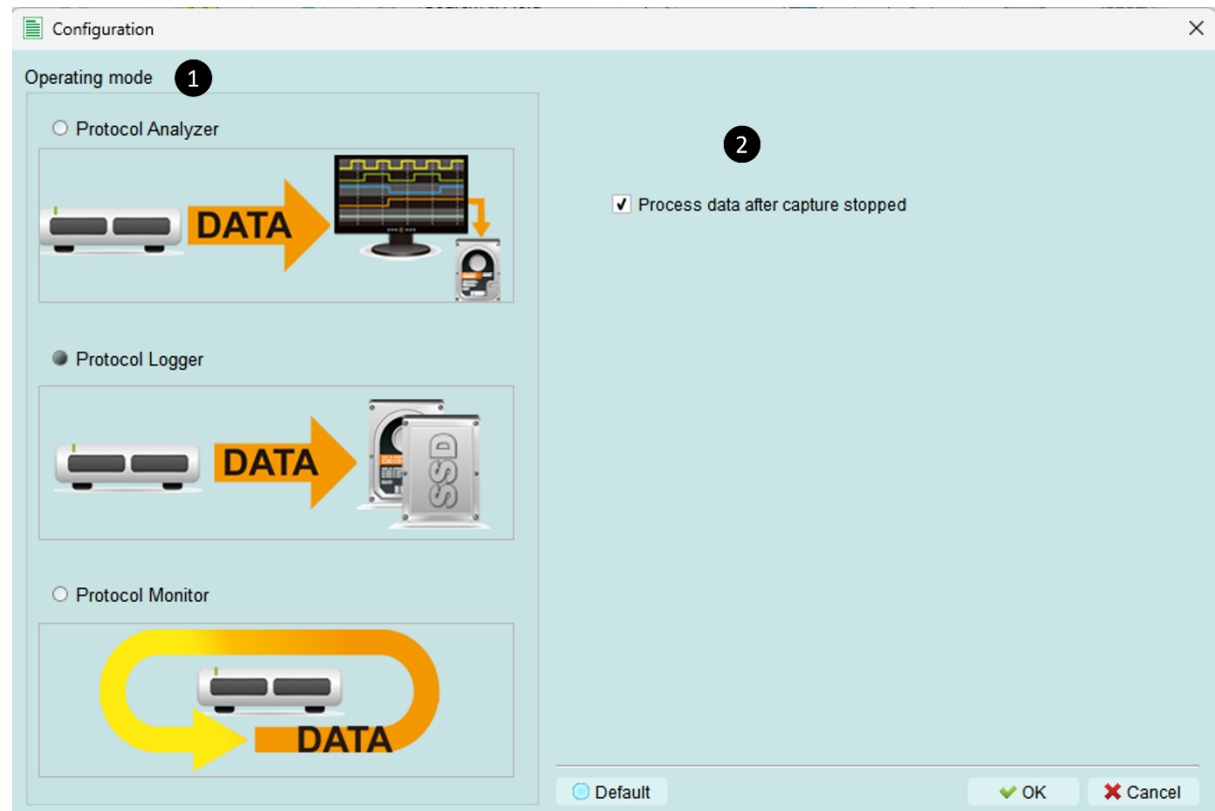 Configuration
Operating mode 1
Protocol Analyzer
DATA
Protocol Logger
DATA
SSD
Protocol Monitor
DATA
2
Process data after capture stopped
Default
OK
Cancel